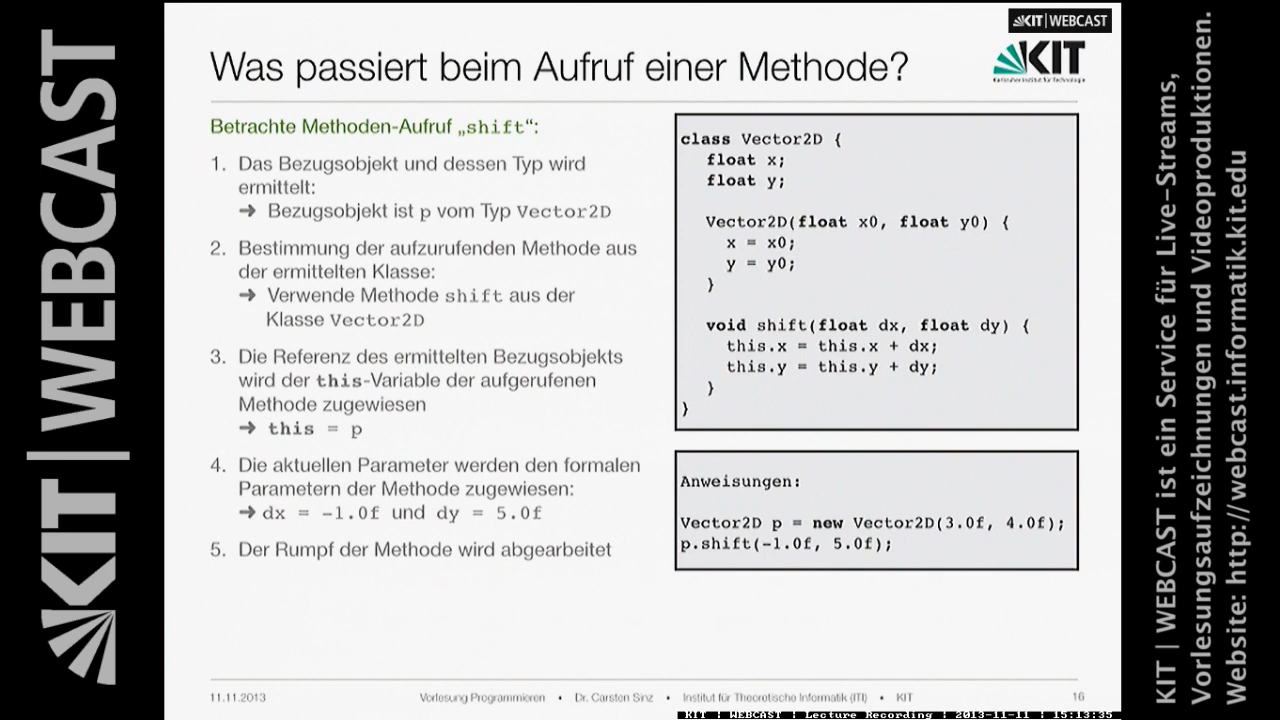 KIT | WEBCAST
KIT | WEBCAST
Was passiert beim Aufruf einer Methode?
KIT
Karlsruher Institut für Technologie
Betrachte Methoden-Aufruf „shift“:
1. Das Bezugsobjekt und dessen Typ wird
ermittelt:
➔ Bezugsobjekt ist p vom Typ Vector2D
2. Bestimmung der aufzurufenden Methode aus
der ermittelten Klasse:
➔ Verwende Methode shift aus der
Klasse Vector2D
3. Die Referenz des ermittelten Bezugsobjekts
wird der this-Variable der aufgerufenen
Methode zugewiesen
➔ this = p
4. Die aktuellen Parameter werden den formalen
Parametern der Methode zugewiesen:
➔ dx = -1.0f und dy = 5.0f
5. Der Rumpf der Methode wird abgearbeitet
class Vector2D {
float x;
float y;
Vector2D(float x0, float y0) {
x = x0;
y = y0;
}
void shift(float dx, float dy) {
this.x = this.x + dx;
this.y = this.y + dy;
}
}
Anweisungen:
Vector2D p = new Vector2D(3.0f, 4.0f);
p.shift(-1.0f, 5.0f);
11.11.2013 Vorlesung Programmieren • Dr. Carsten Sinz • Institut für Theoretische Informatik (ITI) • KIT 16
KIT | WEBCAST | Lecture Recording | 2013-11-11 | 15:13:35
KIT | WEBCAST ist ein Service für Live-Streams,
Vorlesungsaufzeichnungen und Videoproduktionen.
Website: http://webcast.informatik.kit.edu